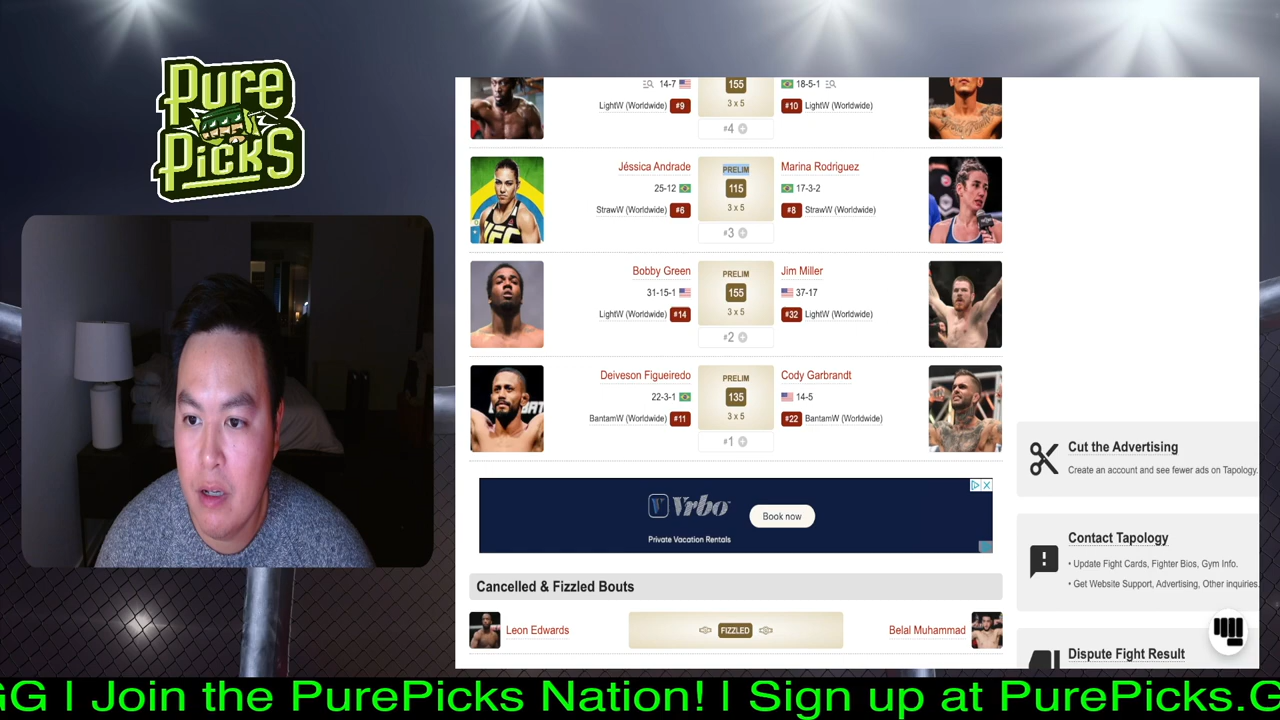 PURE
PICKS
14-7
155
18-5-1
LightW (Worldwide) #9
3 x 5
#10 LightW (Worldwide)
#4
Jéssica Andrade
PRELIM
Marina Rodriguez
25-12
115
17-3-2
StrawW (Worldwide) #6
3 x 5
#8 StrawW (Worldwide)
#3
Bobby Green
PRELIM
Jim Miller
31-15-1
155
37-17
LightW (Worldwide) #14
3 x 5
#32 LightW (Worldwide)
#2
Deiveson Figueiredo
PRELIM
Cody Garbrandt
22-3-1
135
14-5
BantamW (Worldwide) #11
3 x 5
#22 BantamW (Worldwide)
#1
Vrbo
Private Vacation Rentals
Book now
Cancelled & Fizzled Bouts
Leon Edwards
FIZZLED
Belal Muhammad
Cut the Advertising
Create an account and see fewer ads on Tapology.
Contact Tapology
• Update Fight Cards, Fighter Bios, Gym Info.
• Get Website Support, Advertising, Other inquiries.
Dispute Fight Result
GG | Join the PurePicks Nation! | Sign up at PurePicks.G